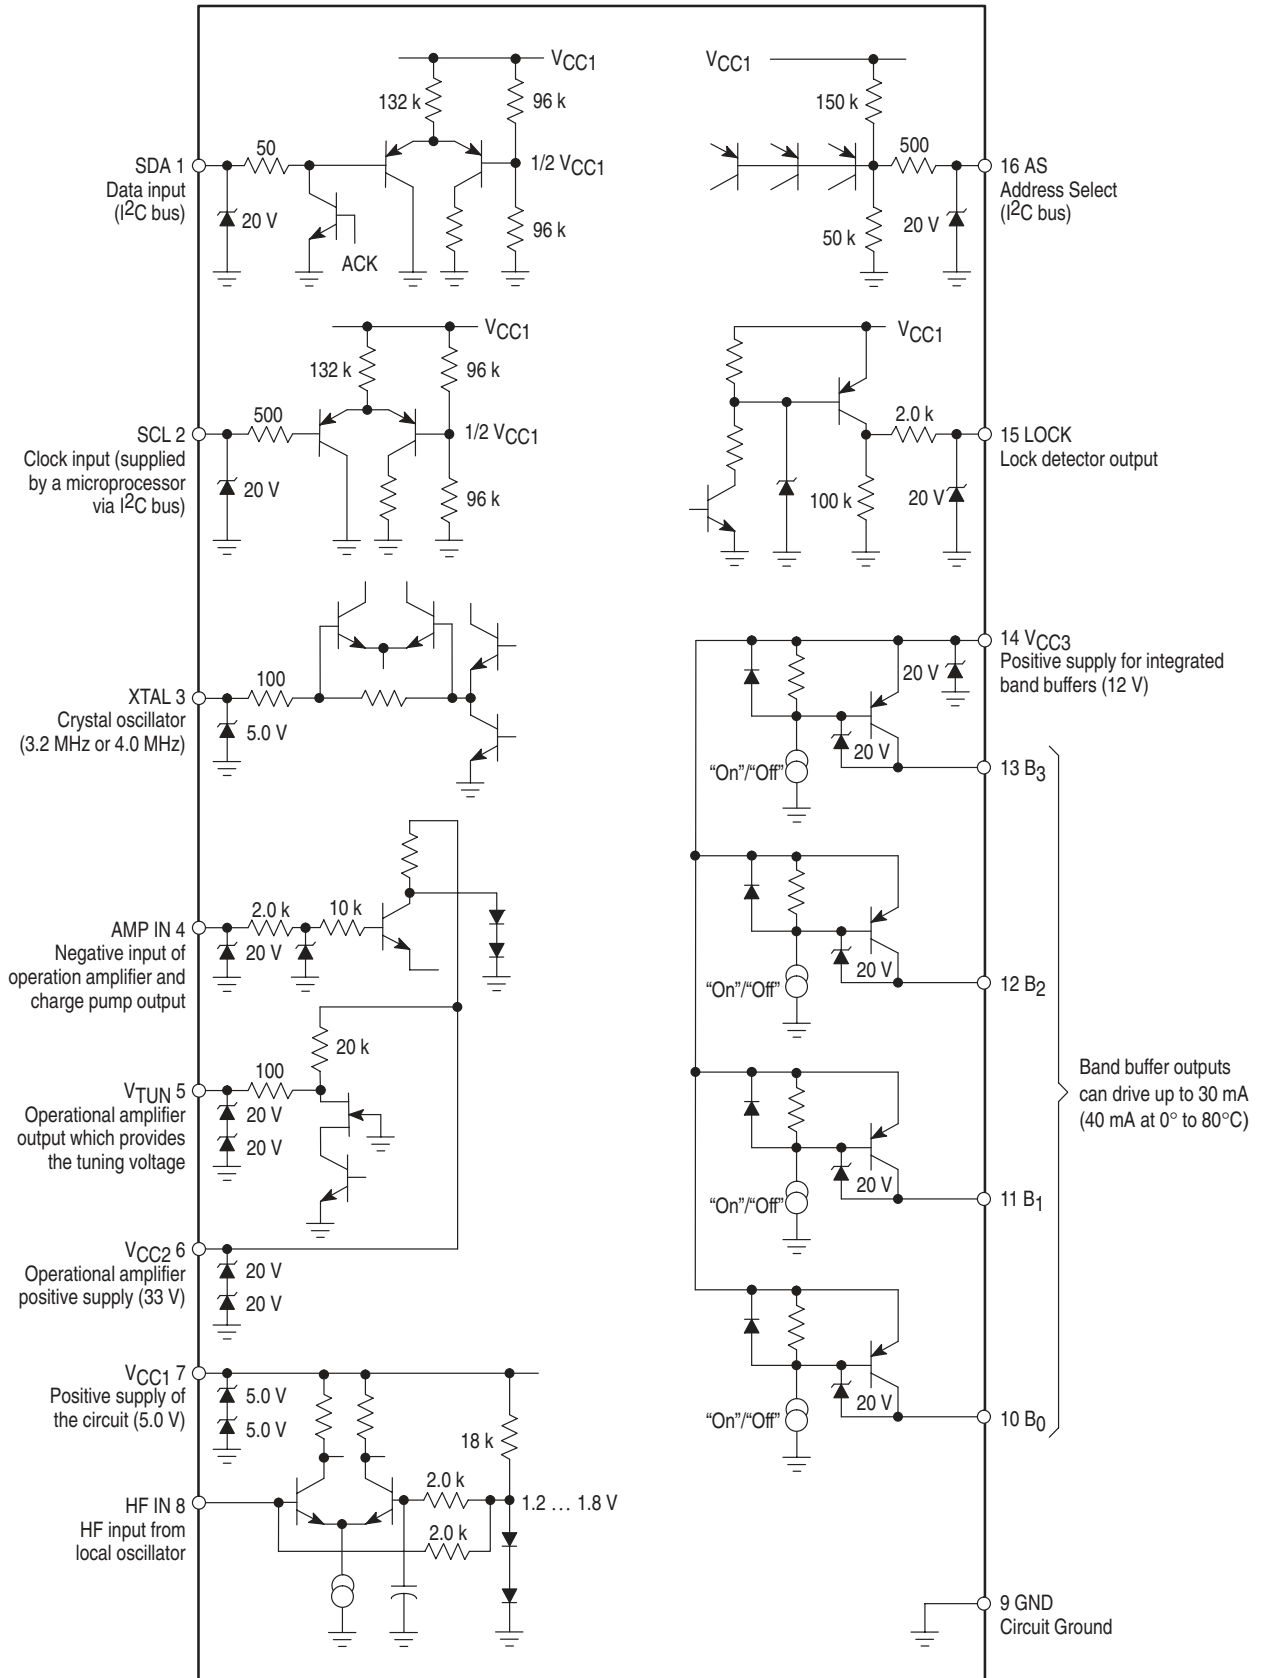 VCC1
132 k
96 k
50
SDA 1
Data input
(I2C bus)
20 V
1/2 VCC1
96 k
ACK
VCC1
150 k
500
16 AS
Address Select
(I2C bus)
50 k
20 V
VCC1
132 k
96 k
500
SCL 2
Clock input (supplied
by a microprocessor
via I2C bus)
20 V
1/2 VCC1
96 k
VCC1
2.0 k
15 LOCK
Lock detector output
100 k
20 V
100
XTAL 3
Crystal oscillator
(3.2 MHz or 4.0 MHz)
5.0 V
14 VCC3
Positive supply for integrated
band buffers (12 V)
20 V
20 V
“On”/“Off”
13 B3
2.0 k
10 k
AMP IN 4
Negative input of
operation amplifier and
charge pump output
20 V
20 V
“On”/“Off”
12 B2
20 k
100
VTUN 5
Operational amplifier
output which provides
the tuning voltage
20 V
20 V
20 V
“On”/“Off”
11 B1
Band buffer outputs
can drive up to 30 mA
(40 mA at 0° to 80°C)
VCC2 6
Operational amplifier
positive supply (33 V)
20 V
20 V
20 V
“On”/“Off”
10 B0
VCC1 7
Positive supply of
the circuit (5.0 V)
5.0 V
5.0 V
18 k
2.0 k
HF IN 8
HF input from
local oscillator
1.2 ... 1.8 V
2.0 k
9 GND
Circuit Ground